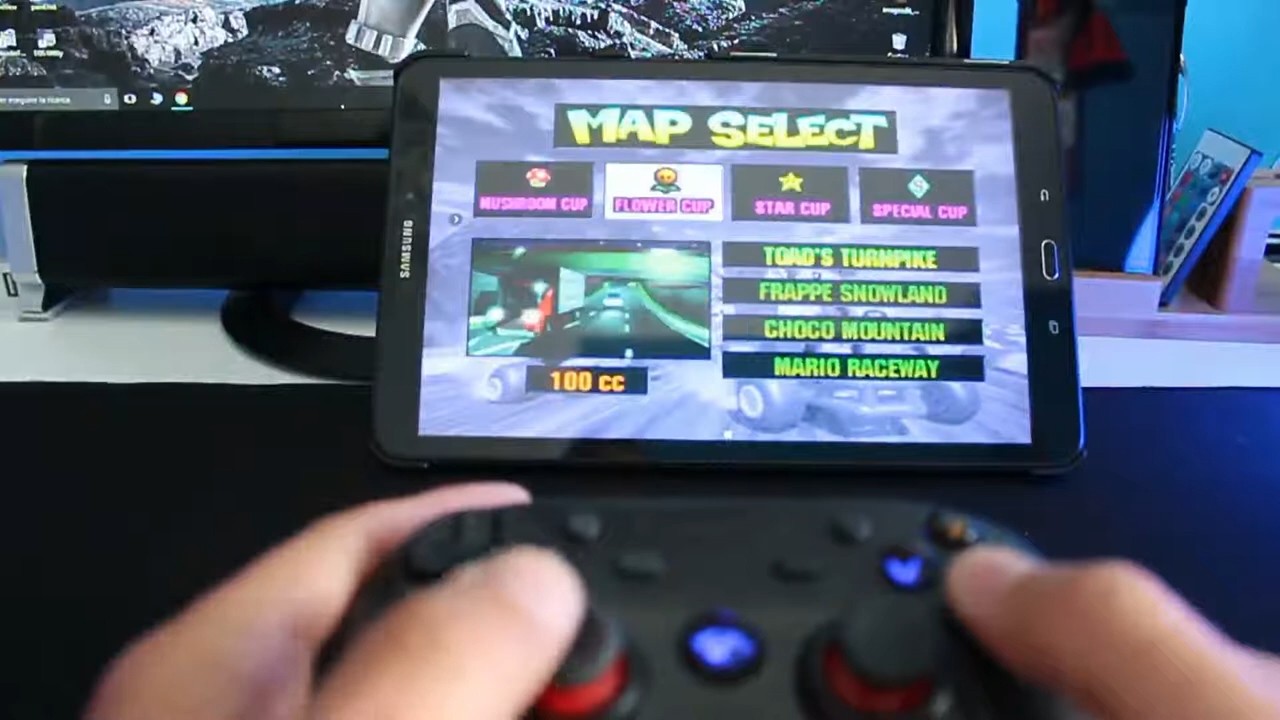 MAP SELECT
MUSHROOM CUP
FLOWER CUP
STAR CUP
SPECIAL CUP
TOAD'S TURNPIKE
FRAPPE SNOWLAND
CHOCO MOUNTAIN
MARIO RACEWAY
100 cc
SAMSUNG